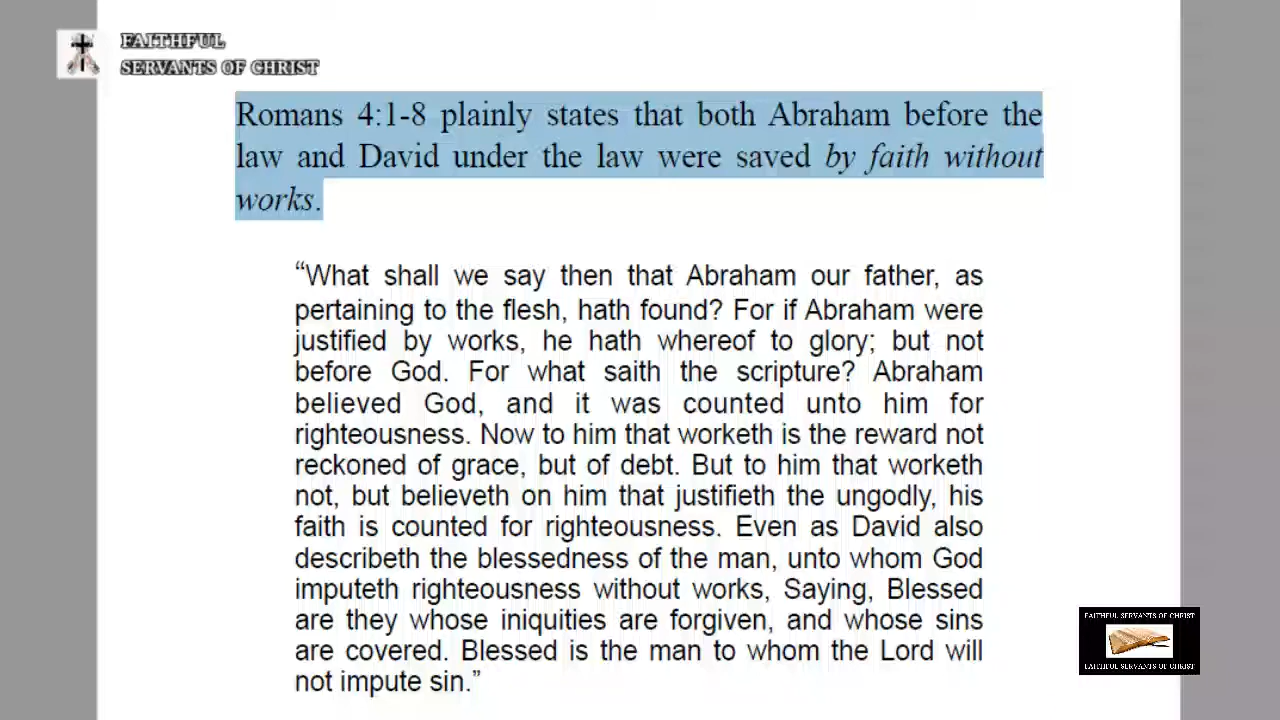 FAITHFUL
SERVANTS OF CHRIST
Romans 4:1-8 plainly states that both Abraham before the
law and David under the law were saved by faith without
works.
“What shall we say then that Abraham our father, as
pertaining to the flesh, hath found? For if Abraham were
justified by works, he hath whereof to glory; but not
before God. For what saith the scripture? Abraham
believed God, and it was counted unto him for
righteousness. Now to him that worketh is the reward not
reckoned of grace, but of debt. But to him that worketh
not, but believeth on him that justifieth the ungodly, his
faith is counted for righteousness. Even as David also
describeth the blessedness of the man, unto whom God
imputeth righteousness without works, Saying, Blessed
are they whose iniquities are forgiven, and whose sins
are covered. Blessed is the man to whom the Lord will
not impute sin.”
FAITHFUL SERVANTS OF CHRIST
FAITHFUL SERVANTS OF CHRIST